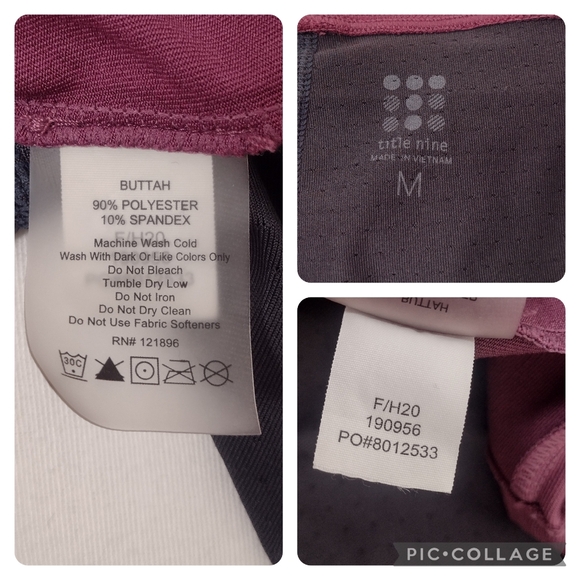 BUTTAH
90% POLYESTER
10% SPANDEX
Machine Wash Cold
Wash With Dark Or Like Colors Only
Do Not Bleach
Tumble Dry Low
Do Not Iron
Do Not Dry Clean
Do Not Use Fabric Softeners
RN# 121896
30C
title nine
MADE IN VIETNAM
M
HATTUB
F/H20
190956
PO#8012533
PIC•COLLAGE